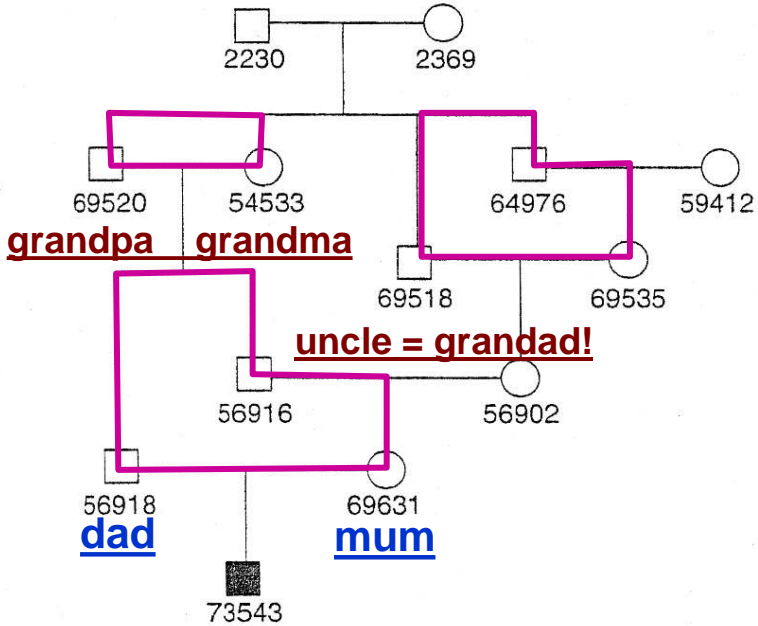 2230 2369
69520 54533 64976 59412
grandpa grandma
69518 69535
uncle = grandad!
56916 56902
56918 69631
dad mum
73543